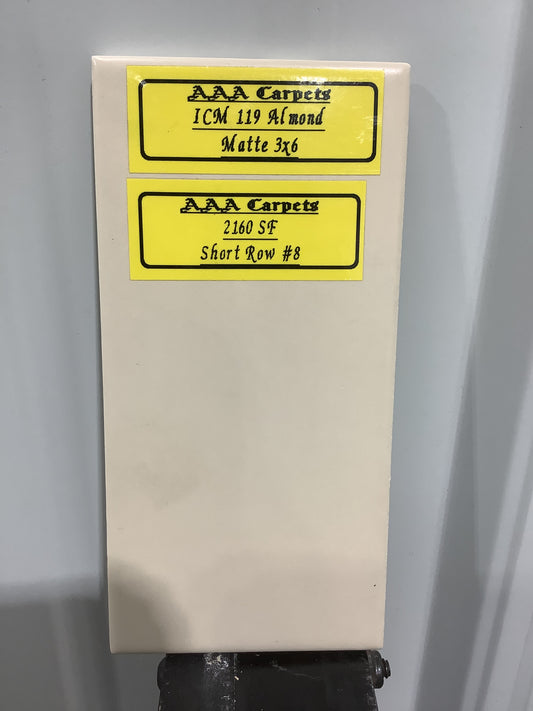 AAA Carpets
ICM 119 Almond
Matte 3x6
AAA Carpets
2160 SF
Short Row #8